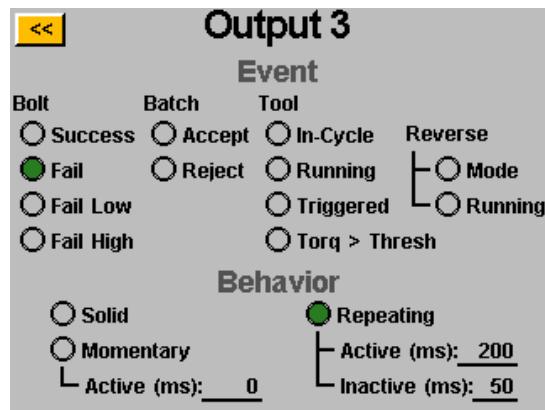 << Output 3
Event
Bolt Batch Tool
Success Accept In-Cycle Reverse
Fail Reject Running Mode
Fail Low Triggered Running
Fail High Torq > Thresh
Behavior
Solid Repeating
Momentary Active (ms): 200
Active (ms): 0 Inactive (ms): 50